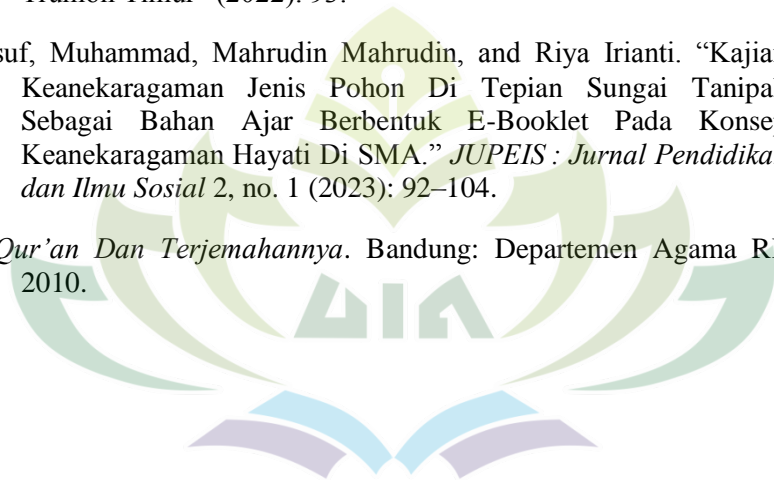 (2022): 93.
suf, Muhammad, Mahrudin Mahrudin, and Riya Irianti. “Kajian
Keanekaragaman Jenis Pohon Di Tepian Sungai Tanipah
Sebagai Bahan Ajar Berbentuk E-Booklet Pada Konsep
Keanekaragaman Hayati Di SMA.” JUPEIS : Jurnal Pendidikan
dan Ilmu Sosial 2, no. 1 (2023): 92–104.
Qur’an Dan Terjemahannya. Bandung: Departemen Agama RI
2010.
UIN